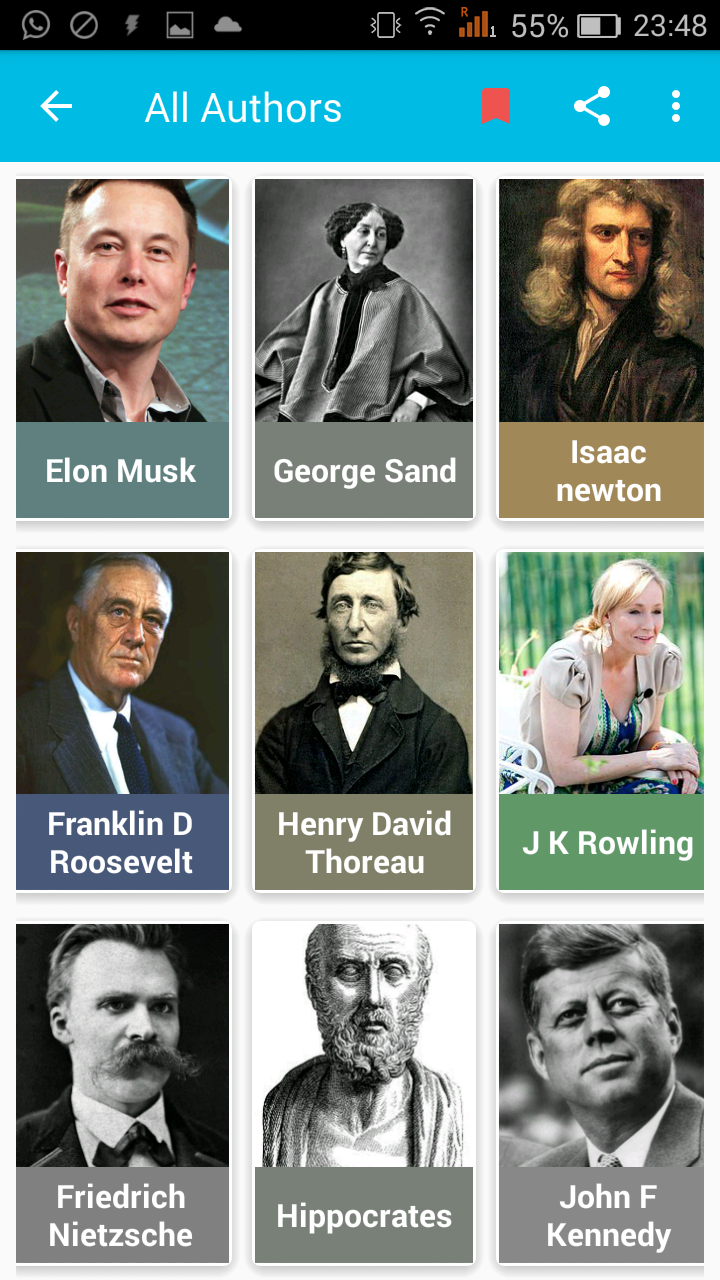 R 1 55% 23:48
All Authors
Elon Musk
George Sand
Isaac
newton
Franklin D
Roosevelt
Henry David
Thoreau
J K Rowling
Friedrich
Nietzsche
Hippocrates
John F
Kennedy